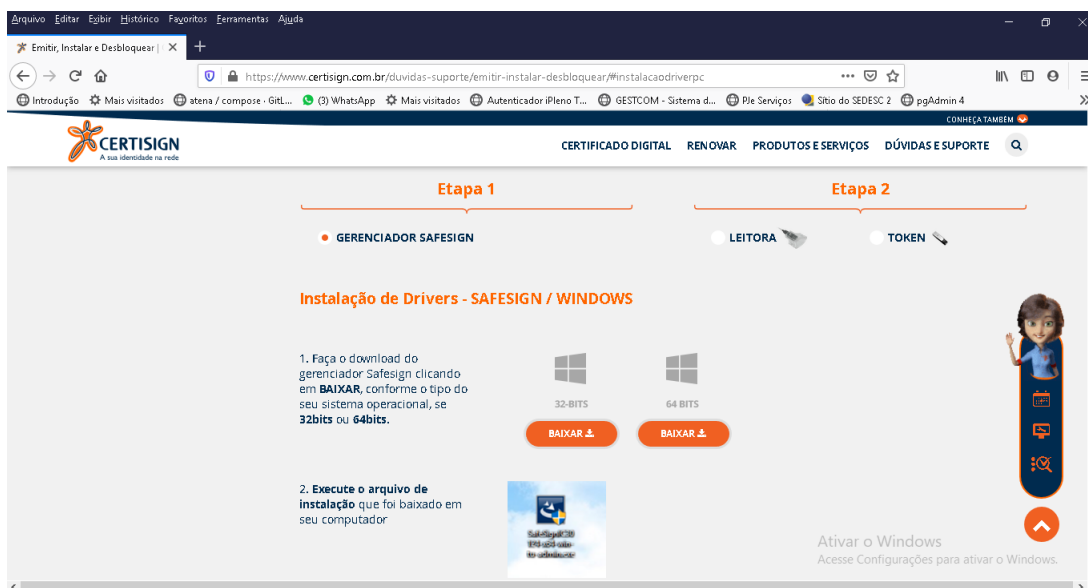 Arquivo Editar Exibir Histórico Favoritos Ferramentas Ajuda
Emitir, Instalar e Desbloquear |
https://www.certisign.com.br/duvidas-suporte/emitir-instalar-desbloquear/#instalacaodriverpc
Introdução Mais visitados atena / compose · GitL... (3) WhatsApp Mais visitados Autenticador iPleno T... GESTCOM - Sistema d... PJe Serviços Sítio do SEDESC 2 pgAdmin 4
CONHEÇA TAMBÉM
CERTISIGN
A sua identidade na rede
CERTIFICADO DIGITAL RENOVAR PRODUTOS E SERVIÇOS DÚVIDAS E SUPORTE
Etapa 1 Etapa 2
GERENCIADOR SAFESIGN LEITORA TOKEN
Instalação de Drivers - SAFESIGN / WINDOWS
1. Faça o download do
gerenciador Safesign clicando
em BAIXAR, conforme o tipo do
seu sistema operacional, se
32bits ou 64bits.
32-BITS 64 BITS
BAIXAR BAIXAR
2. Execute o arquivo de
instalação que foi baixado em
seu computador
Ativar o Windows
Acesse Configurações para ativar o Windows.